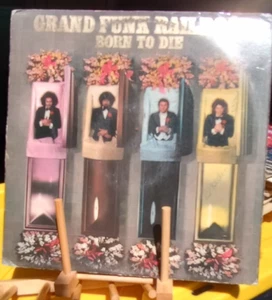 GRAND FUNK RAILROAD
BORN TO DIE